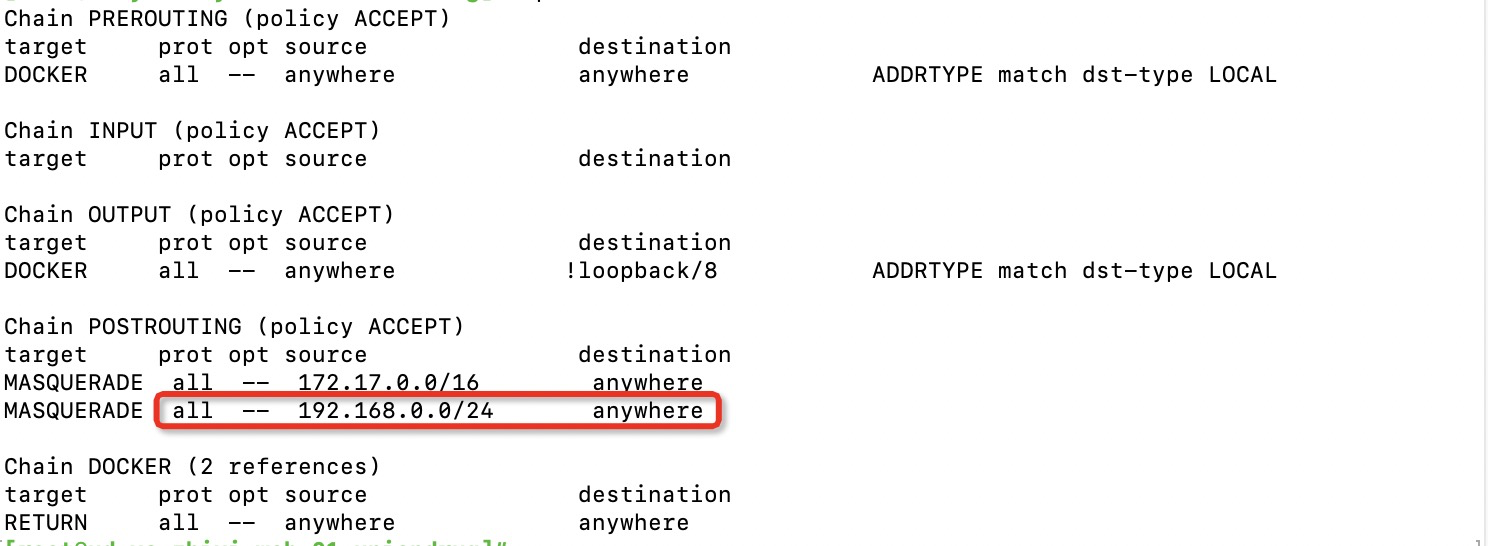 Chain PREROUTING (policy ACCEPT)
target     prot opt source               destination
DOCKER     all  --  anywhere             anywhere             ADDRTYPE match dst-type LOCAL
Chain INPUT (policy ACCEPT)
target     prot opt source               destination
Chain OUTPUT (policy ACCEPT)
target     prot opt source               destination
DOCKER     all  --  anywhere            !loopback/8           ADDRTYPE match dst-type LOCAL
Chain POSTROUTING (policy ACCEPT)
target     prot opt source               destination
MASQUERADE  all  --  172.17.0.0/16        anywhere
MASQUERADE  all  --  192.168.0.0/24       anywhere
Chain DOCKER (2 references)
target     prot opt source               destination
RETURN     all  --  anywhere             anywhere